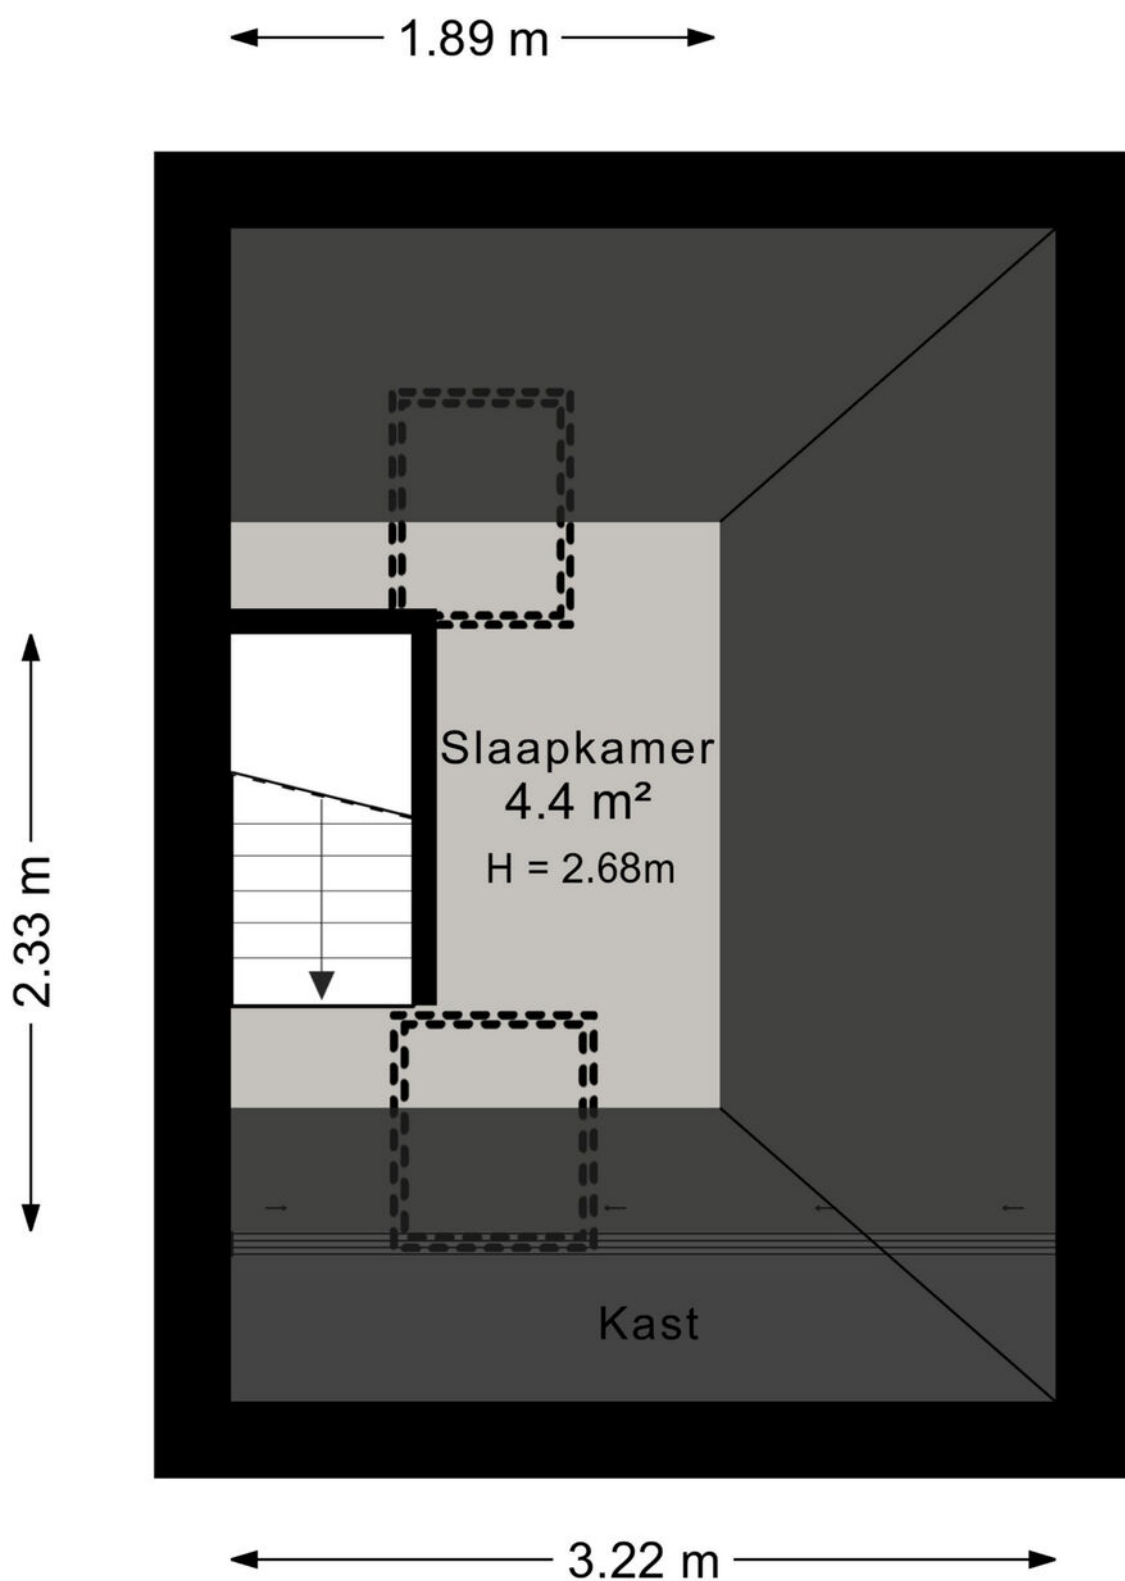 1.89 m
Slaapkamer
4.4 m²
H = 2.68m
2.33 m
Kast
3.22 m